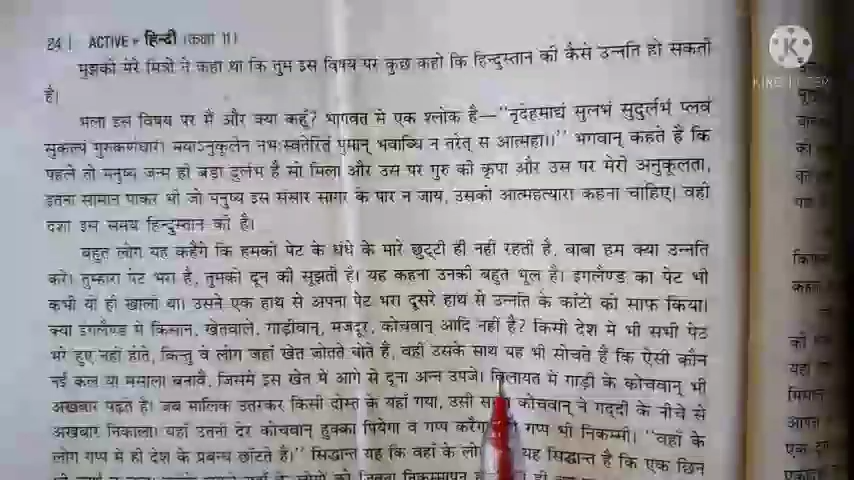 24 | ACTIVE • हिन्दी (कक्षा 11)
मुझको मेरे मित्रों ने कहा था कि तुम इस विषय पर कुछ कहो कि हिन्दुस्तान की कैसे उन्नति हो सकती
है।
भला इस विषय पर मैं और क्या कहूँ? भागवत में एक श्लोक है—"नृदेहमाद्यं सुलभं सुदुर्लभं प्लवं
सुकल्पं गुरुकर्णधारं। मयाऽनुकूलेन नभःस्वतेरितं पुमान् भवाब्धि न तरेत् स आत्महा।।" भगवान् कहते हैं कि
पहले तो मनुष्य जन्म ही बड़ा दुर्लभ है सो मिला और उस पर गुरु की कृपा और उस पर मेरी अनुकूलता,
इतना सामान पाकर भी जो मनुष्य इस संसार सागर के पार न जाय, उसको आत्महत्यारा कहना चाहिए। वही
दशा इस समय हिन्दुस्तान की है।
बहुत लोग यह कहेंगे कि हमको पेट के धंधे के मारे छुट्टी ही नहीं रहती है, बाबा हम क्या उन्नति
करें। तुम्हारा पेट भरा है, तुमको दून की सूझती है। यह कहना उनकी बहुत भूल है। इंगलैण्ड का पेट भी
कभी यों ही खाली था। उसने एक हाथ से अपना पेट भरा दूसरे हाथ से उन्नति के काँटों को साफ किया।
क्या इंगलैण्ड में किसान, खेतवाले, गाड़ीवान्, मजदूर, कोचवान् आदि नहीं हैं? किसी देश में भी सभी पेट
भरे हुए नहीं होते, किन्तु वे लोग जहाँ खेत जोतते बोते हैं, वहीं उसके साथ यह भी सोचते हैं कि ऐसी कौन
नई कल या मसाला बनावें, जिसमें इस खेत में आगे से दूना अन्न उपजे। विलायत में गाड़ी के कोचवान् भी
अखबार पढ़ते हैं। जब मालिक उतरकर किसी दोस्त के यहाँ गया, उसी कोचवान् ने गद्दी के नीचे से
अखबार निकाला। यहाँ उतनी देर कोचवान् हुक्का पियेगा व गप्प करेगा गप्प भी निकम्मी। "वहाँ के
लोग गप्प में ही देश के प्रबन्ध छाँटते हैं।" सिद्धान्त यह कि वहाँ के यह सिद्धान्त है कि एक छिन